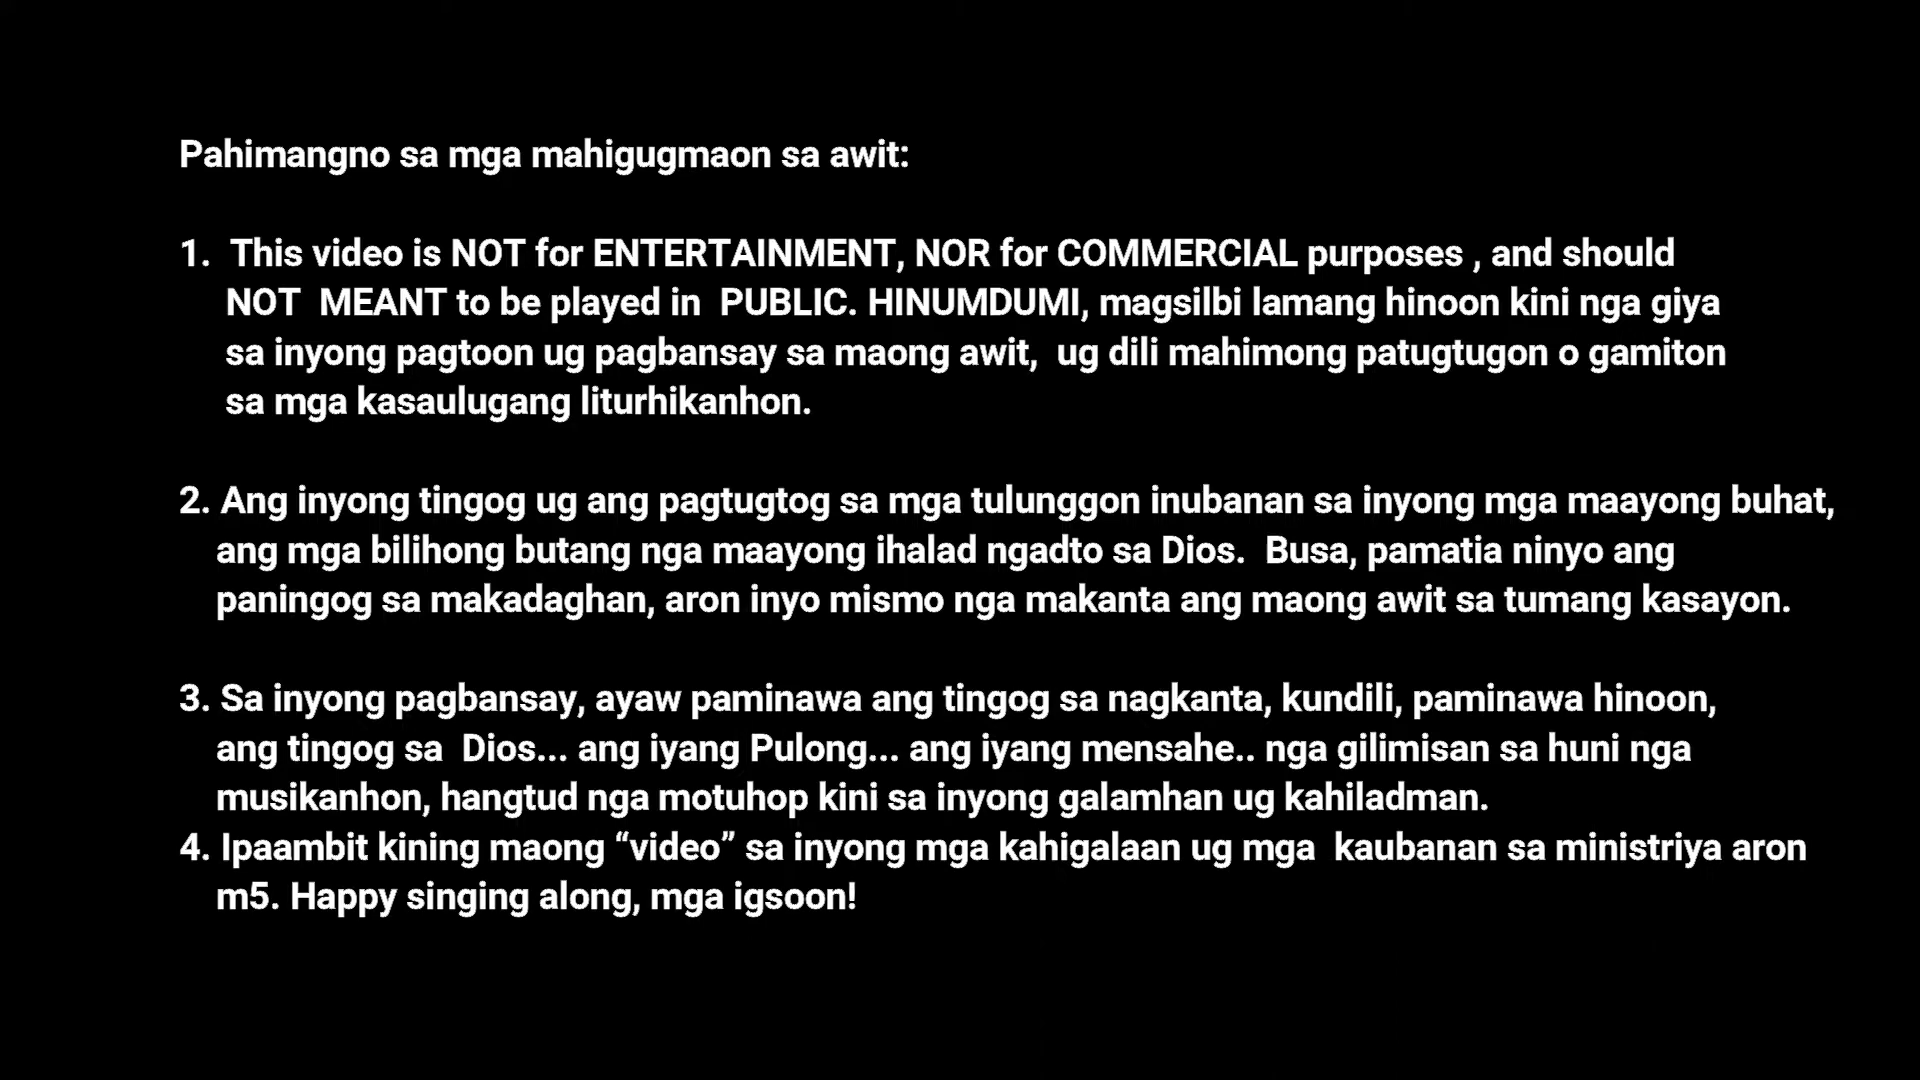 Pahimangno sa mga mahigugmaon sa awit:
1. This video is NOT for ENTERTAINMENT, NOR for COMMERCIAL purposes , and should
NOT MEANT to be played in PUBLIC. HINUMDUMI, magsilbi lamang hinoon kini nga giya
sa inyong pagtoon ug pagbansay sa maong awit, ug dili mahimong patugtugon o gamiton
sa mga kasaulugang liturhikanhon.
2. Ang inyong tingog ug ang pagtugtog sa mga tulunggon inubanan sa inyong mga maayong buhat,
ang mga bilihong butang nga maayong ihalad ngadto sa Dios. Busa, pamatia ninyo ang
paningog sa makadaghan, aron inyo mismo nga makanta ang maong awit sa tumang kasayon.
3. Sa inyong pagbansay, ayaw paminawa ang tingog sa nagkanta, kundili, paminawa hinoon,
ang tingog sa Dios... ang iyang Pulong... ang iyang mensahe.. nga gilimisan sa huni nga
musikanhon, hangtud nga motuhop kini sa inyong galamhan ug kahiladman.
4. Ipaambit kining maong “video” sa inyong mga kahigalaan ug mga kaubanan sa ministriya aron
m5. Happy singing along, mga igsoon!